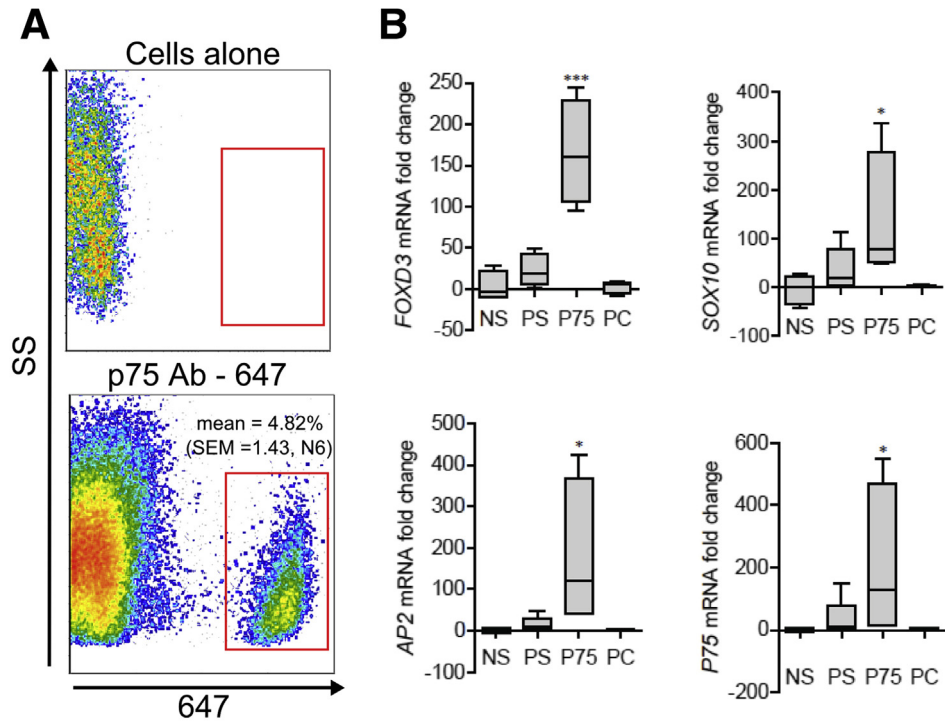 A
Cells alone
SS
p75 Ab - 647
mean = 4.82%
(SEM =1.43, N6)
647
B
FOXD3 mRNA fold change
250
200
150
100
50
0
-50
***
NS PS P75 PC
SOX10 mRNA fold change
400
300
200
100
0
-100
*
NS PS P75 PC
AP2 mRNA fold change
500
400
300
200
100
0
-100
*
NS PS P75 PC
P75 mRNA fold change
600
400
200
0
-200
*
NS PS P75 PC